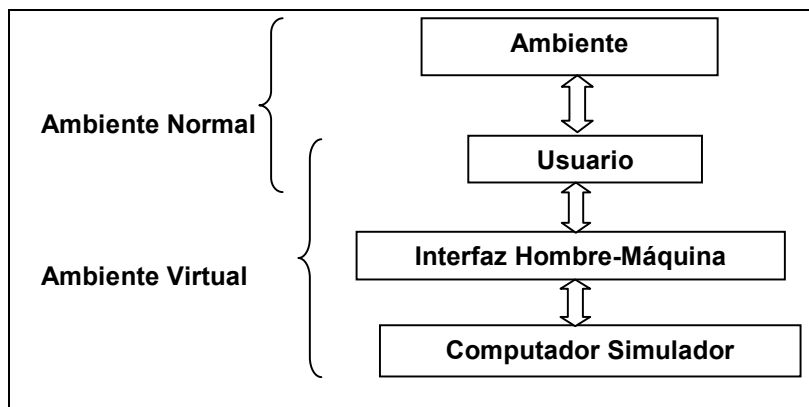 Ambiente
Ambiente Normal
Usuario
Interfaz Hombre-Máquina
Ambiente Virtual
Computador Simulador